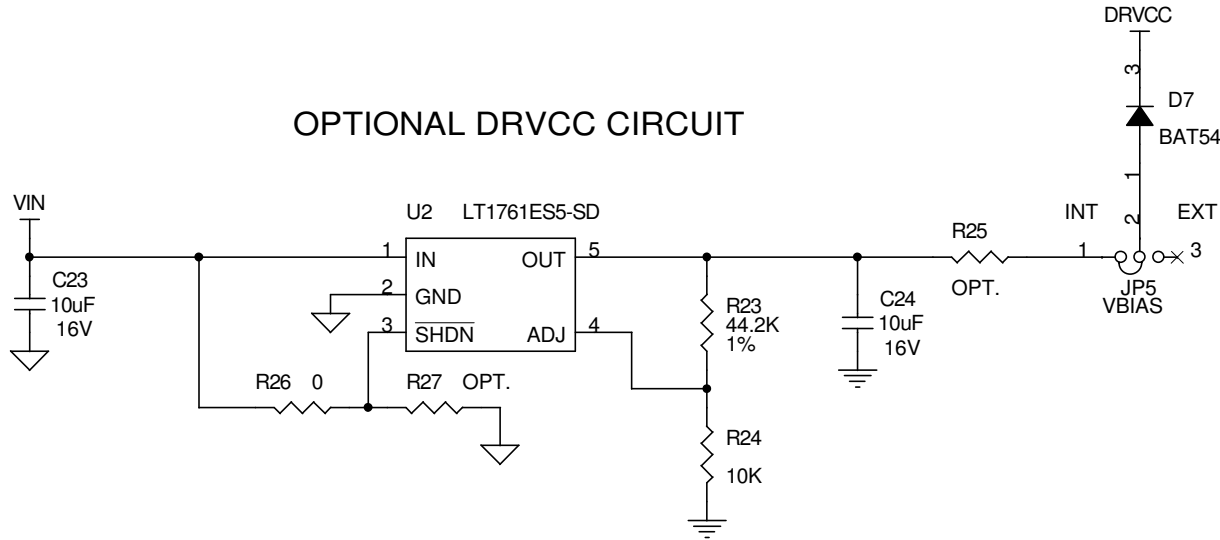 DRVCC
3
D7
BAT54
1
OPTIONAL DRVCC CIRCUIT
VIN
U2 LT1761ES5-SD
INT
2
EXT
R25
OPT.
1
3
JP5
VBIAS
C23
10uF
16V
1
IN
OUT
5
2
GND
3
SHDN
ADJ
4
R23
44.2K
1%
C24
10uF
16V
R26 0
R27 OPT.
R24
10K